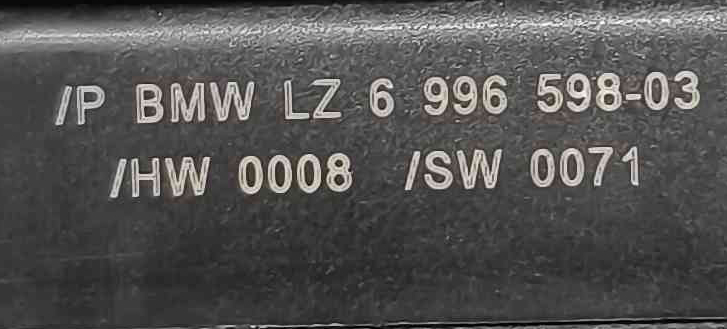 /P BMW LZ 6 996 598-03
/HW 0008 /SW 0071